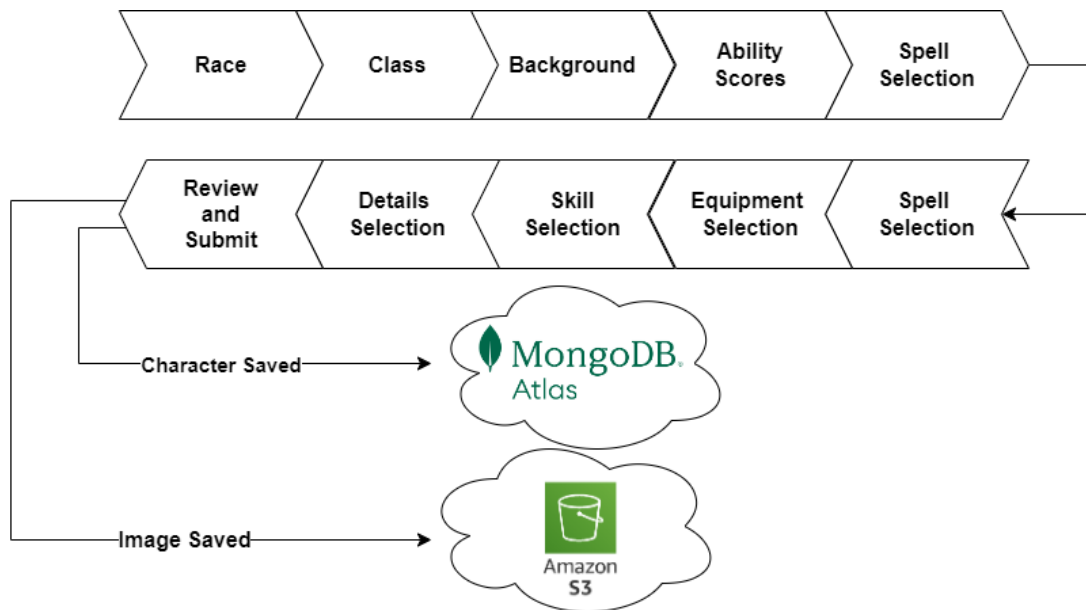 Race
Class
Background
Ability
Scores
Spell
Selection
Review
and
Submit
Details
Selection
Skill
Selection
Equipment
Selection
Spell
Selection
Character Saved
MongoDB®
Atlas
Image Saved
Amazon
S3